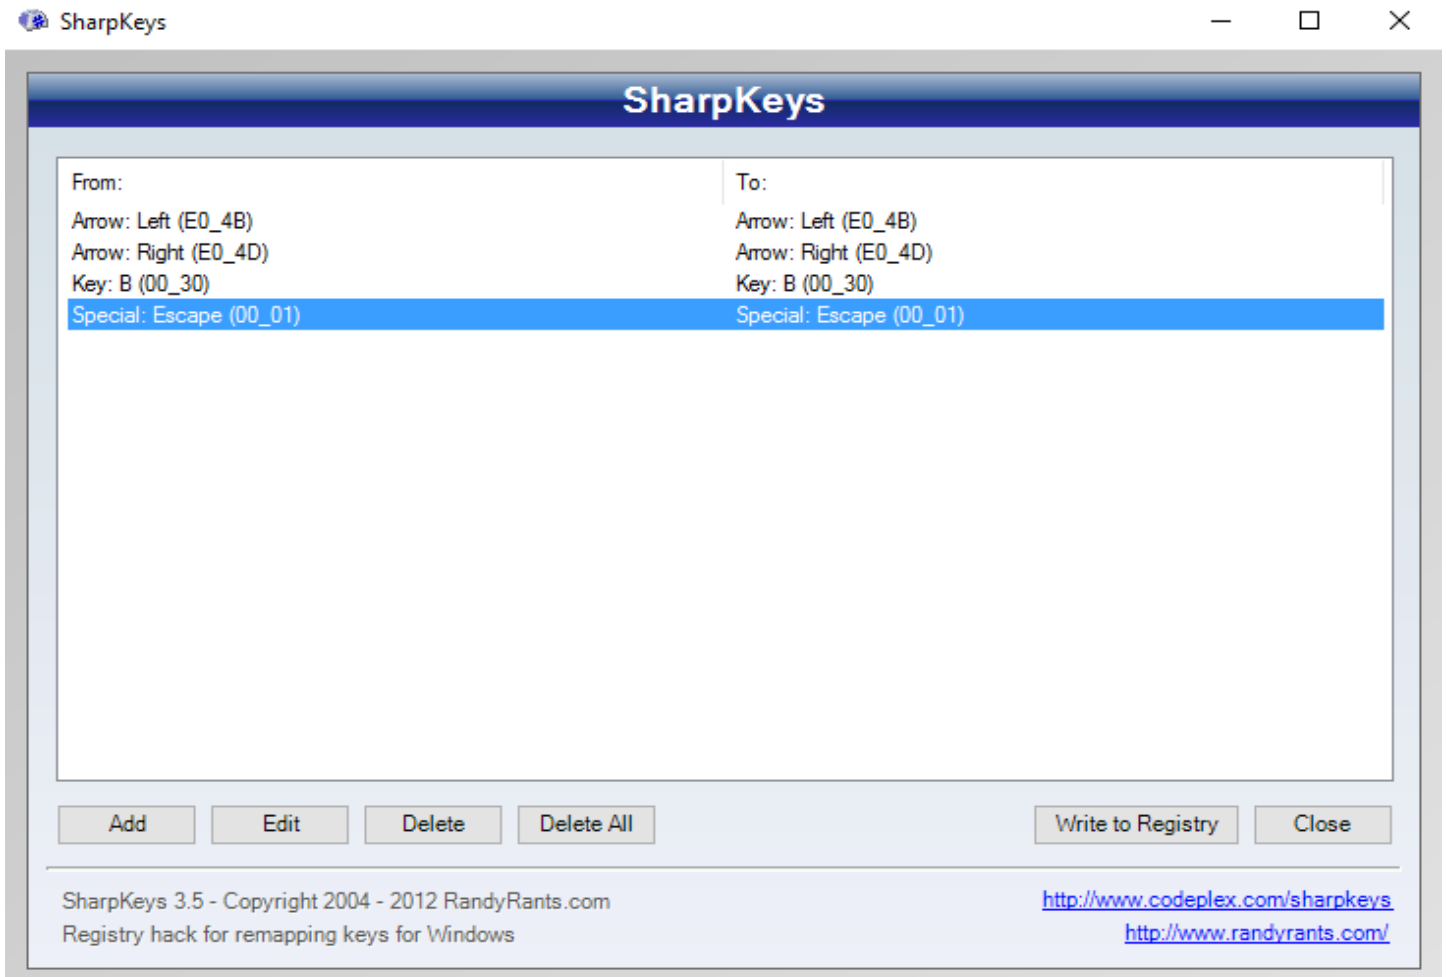 SharpKeys
SharpKeys
From: To:
Arrow: Left (E0_4B) Arrow: Left (E0_4B)
Arrow: Right (E0_4D) Arrow: Right (E0_4D)
Key: B (00_30) Key: B (00_30)
Special: Escape (00_01) Special: Escape (00_01)
Add Edit Delete Delete All Write to Registry Close
SharpKeys 3.5 - Copyright 2004 - 2012 RandyRants.com http://www.codeplex.com/sharpkeys
Registry hack for remapping keys for Windows http://www.randyrants.com/